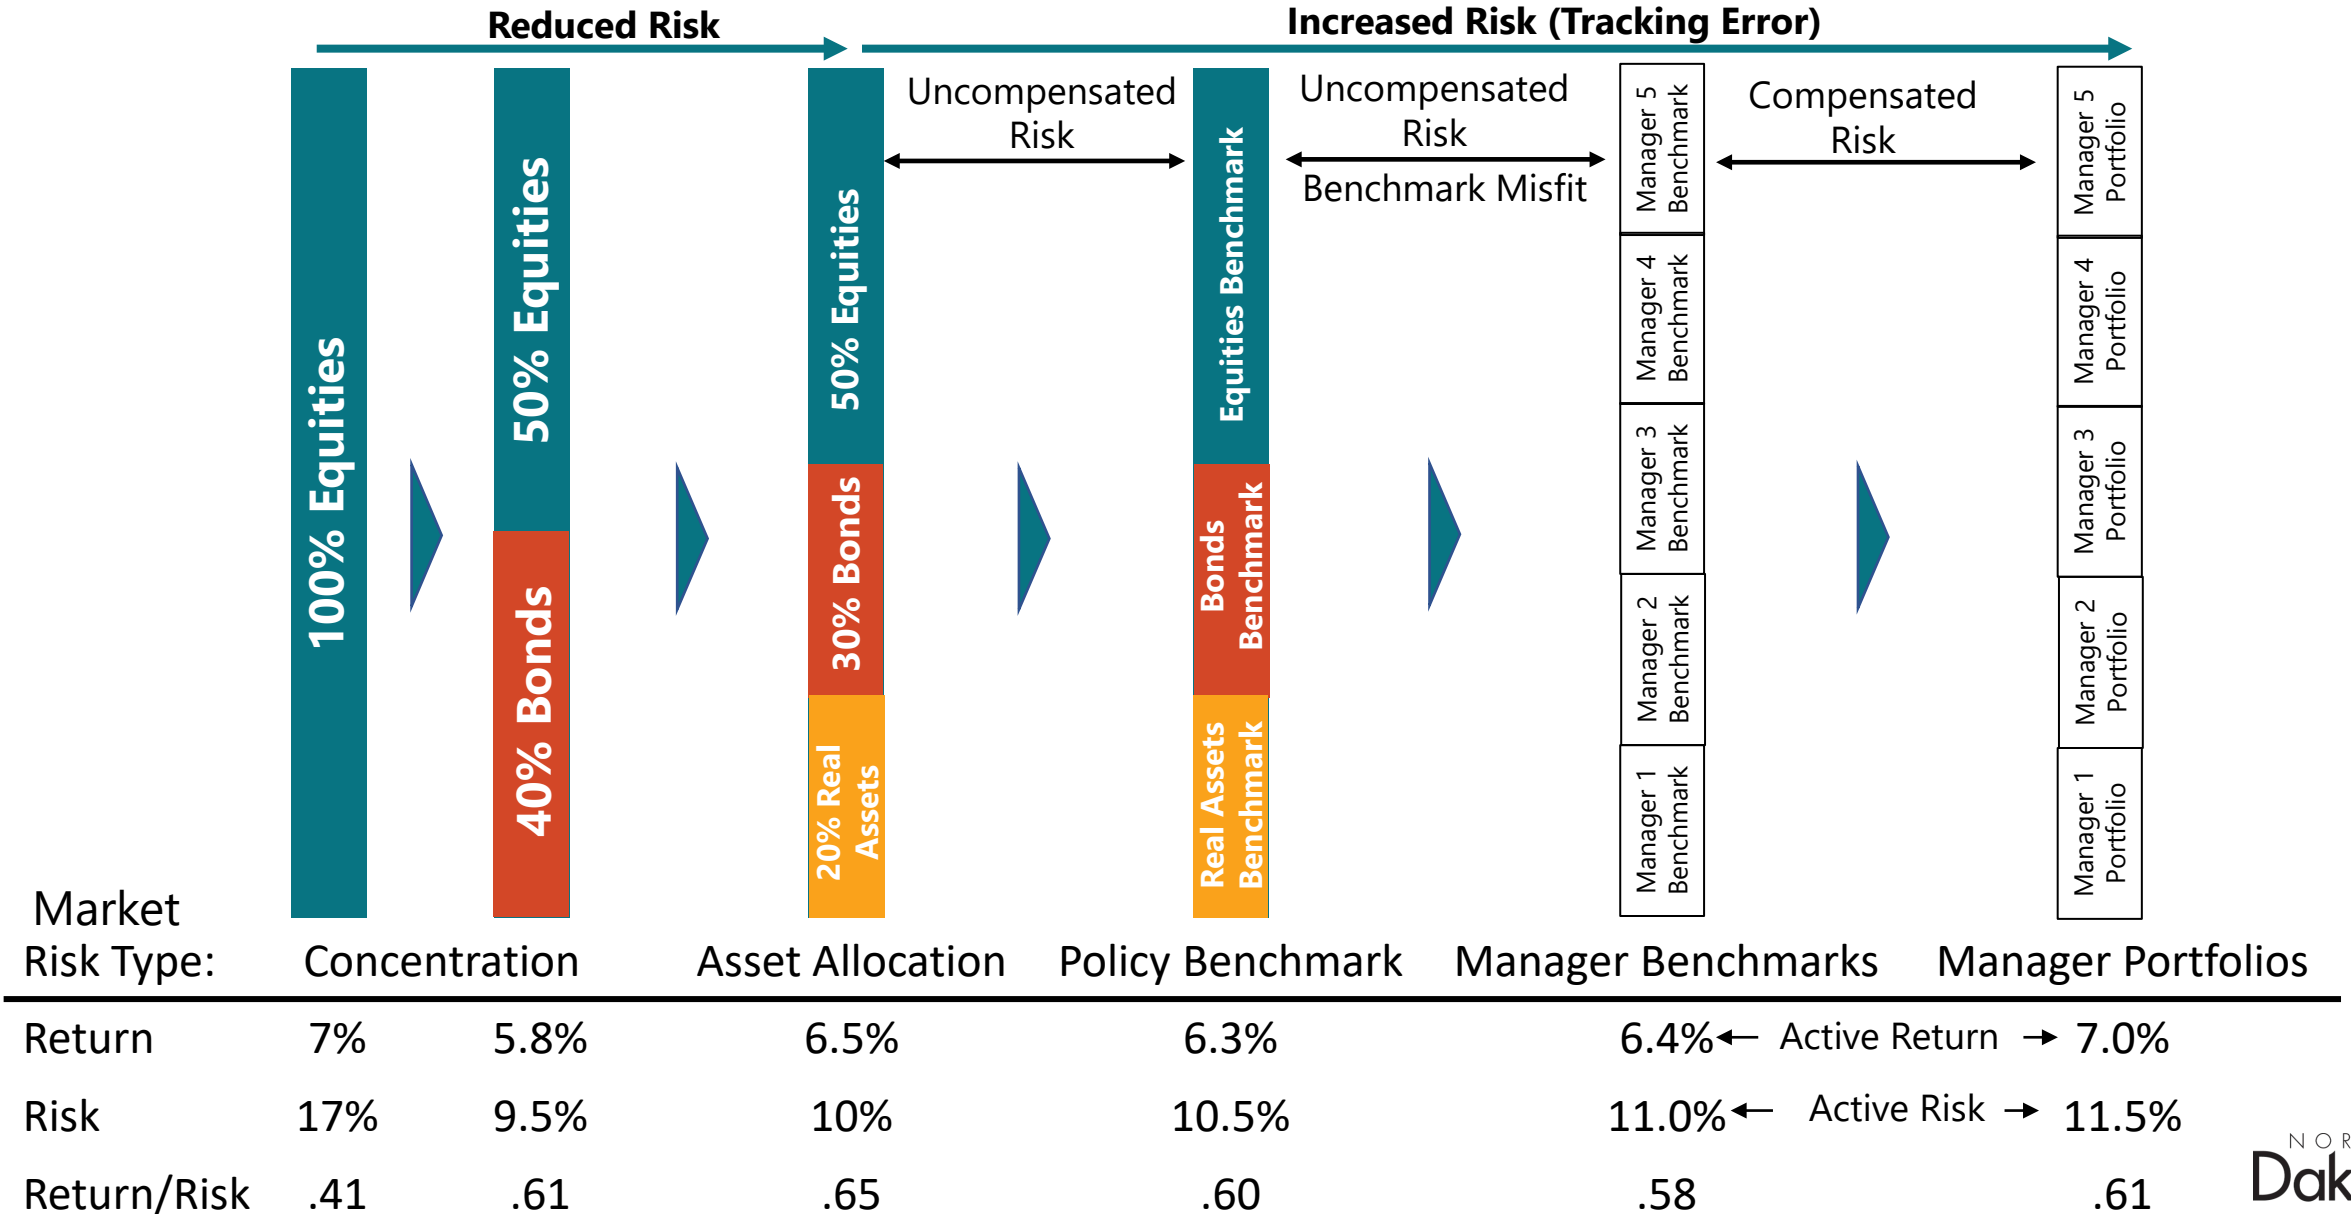 Reduced Risk
Increased Risk (Tracking Error)
100% Equities
50% Equities
40% Bonds
50% Equities
30% Bonds
20% Real
Assets
Uncompensated
Risk
Equities Benchmark
Bonds
Benchmark
Real Assets
Benchmark
Uncompensated
Risk
Benchmark Misfit
Manager 5
Benchmark
Manager 4
Benchmark
Manager 3
Benchmark
Manager 2
Benchmark
Manager 1
Benchmark
Compensated
Risk
Manager 5
Portfolio
Manager 4
Portfolio
Manager 3
Portfolio
Manager 2
Portfolio
Manager 1
Portfolio
Market
Risk Type: Concentration Asset Allocation Policy Benchmark Manager Benchmarks Manager Portfolios
Return 7% 5.8% 6.5% 6.3% 6.4% Active Return 7.0%
Risk 17% 9.5% 10% 10.5% 11.0% Active Risk 11.5%
Return/Risk .41 .61 .65 .60 .58 .61
NOR
Dak